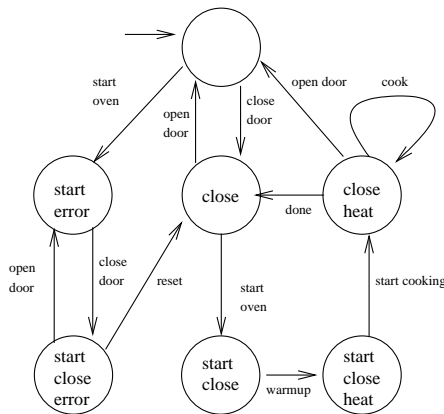 start
oven
open
door
close
door
open door
cook
start
error
close
close
heat
done
open
door
close
door
reset
start
oven
start cooking
start
close
error
start
close
warmup
start
close
heat